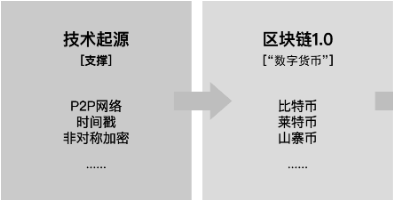 技术起源
[支撑]
P2P网络
时间戳
非对称加密
……
区块链1.0
[“数字货币”]
比特币
莱特币
山寨币
……